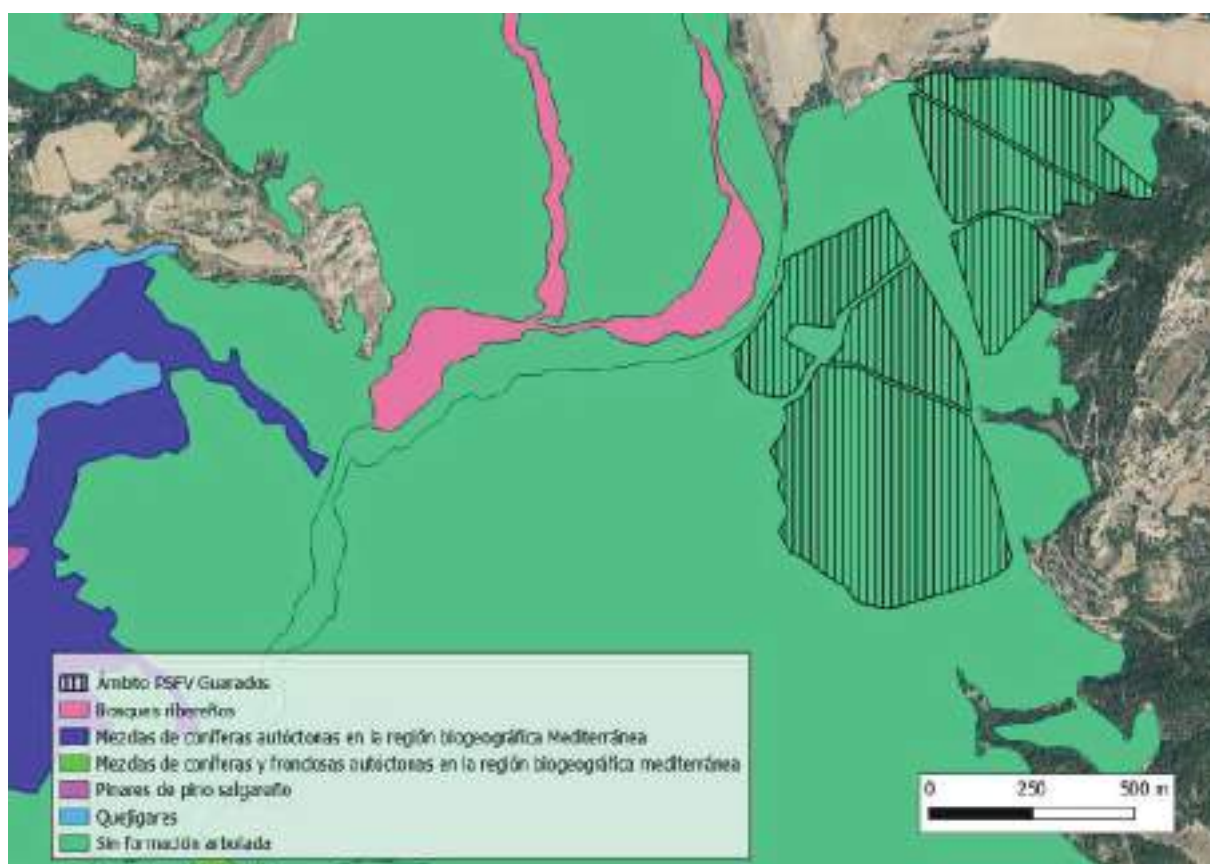 Ámbito PSFV Guarados
Bosques ribereños
Mezclas de coníferas autóctonas en la región biogeográfica Mediterránea
Mezclas de coníferas y frondosas autóctonas en la región biogeográfica mediterránea
Pinares de pino salgareño
Quejigares
Sin formación arbolada
0 250 500 m